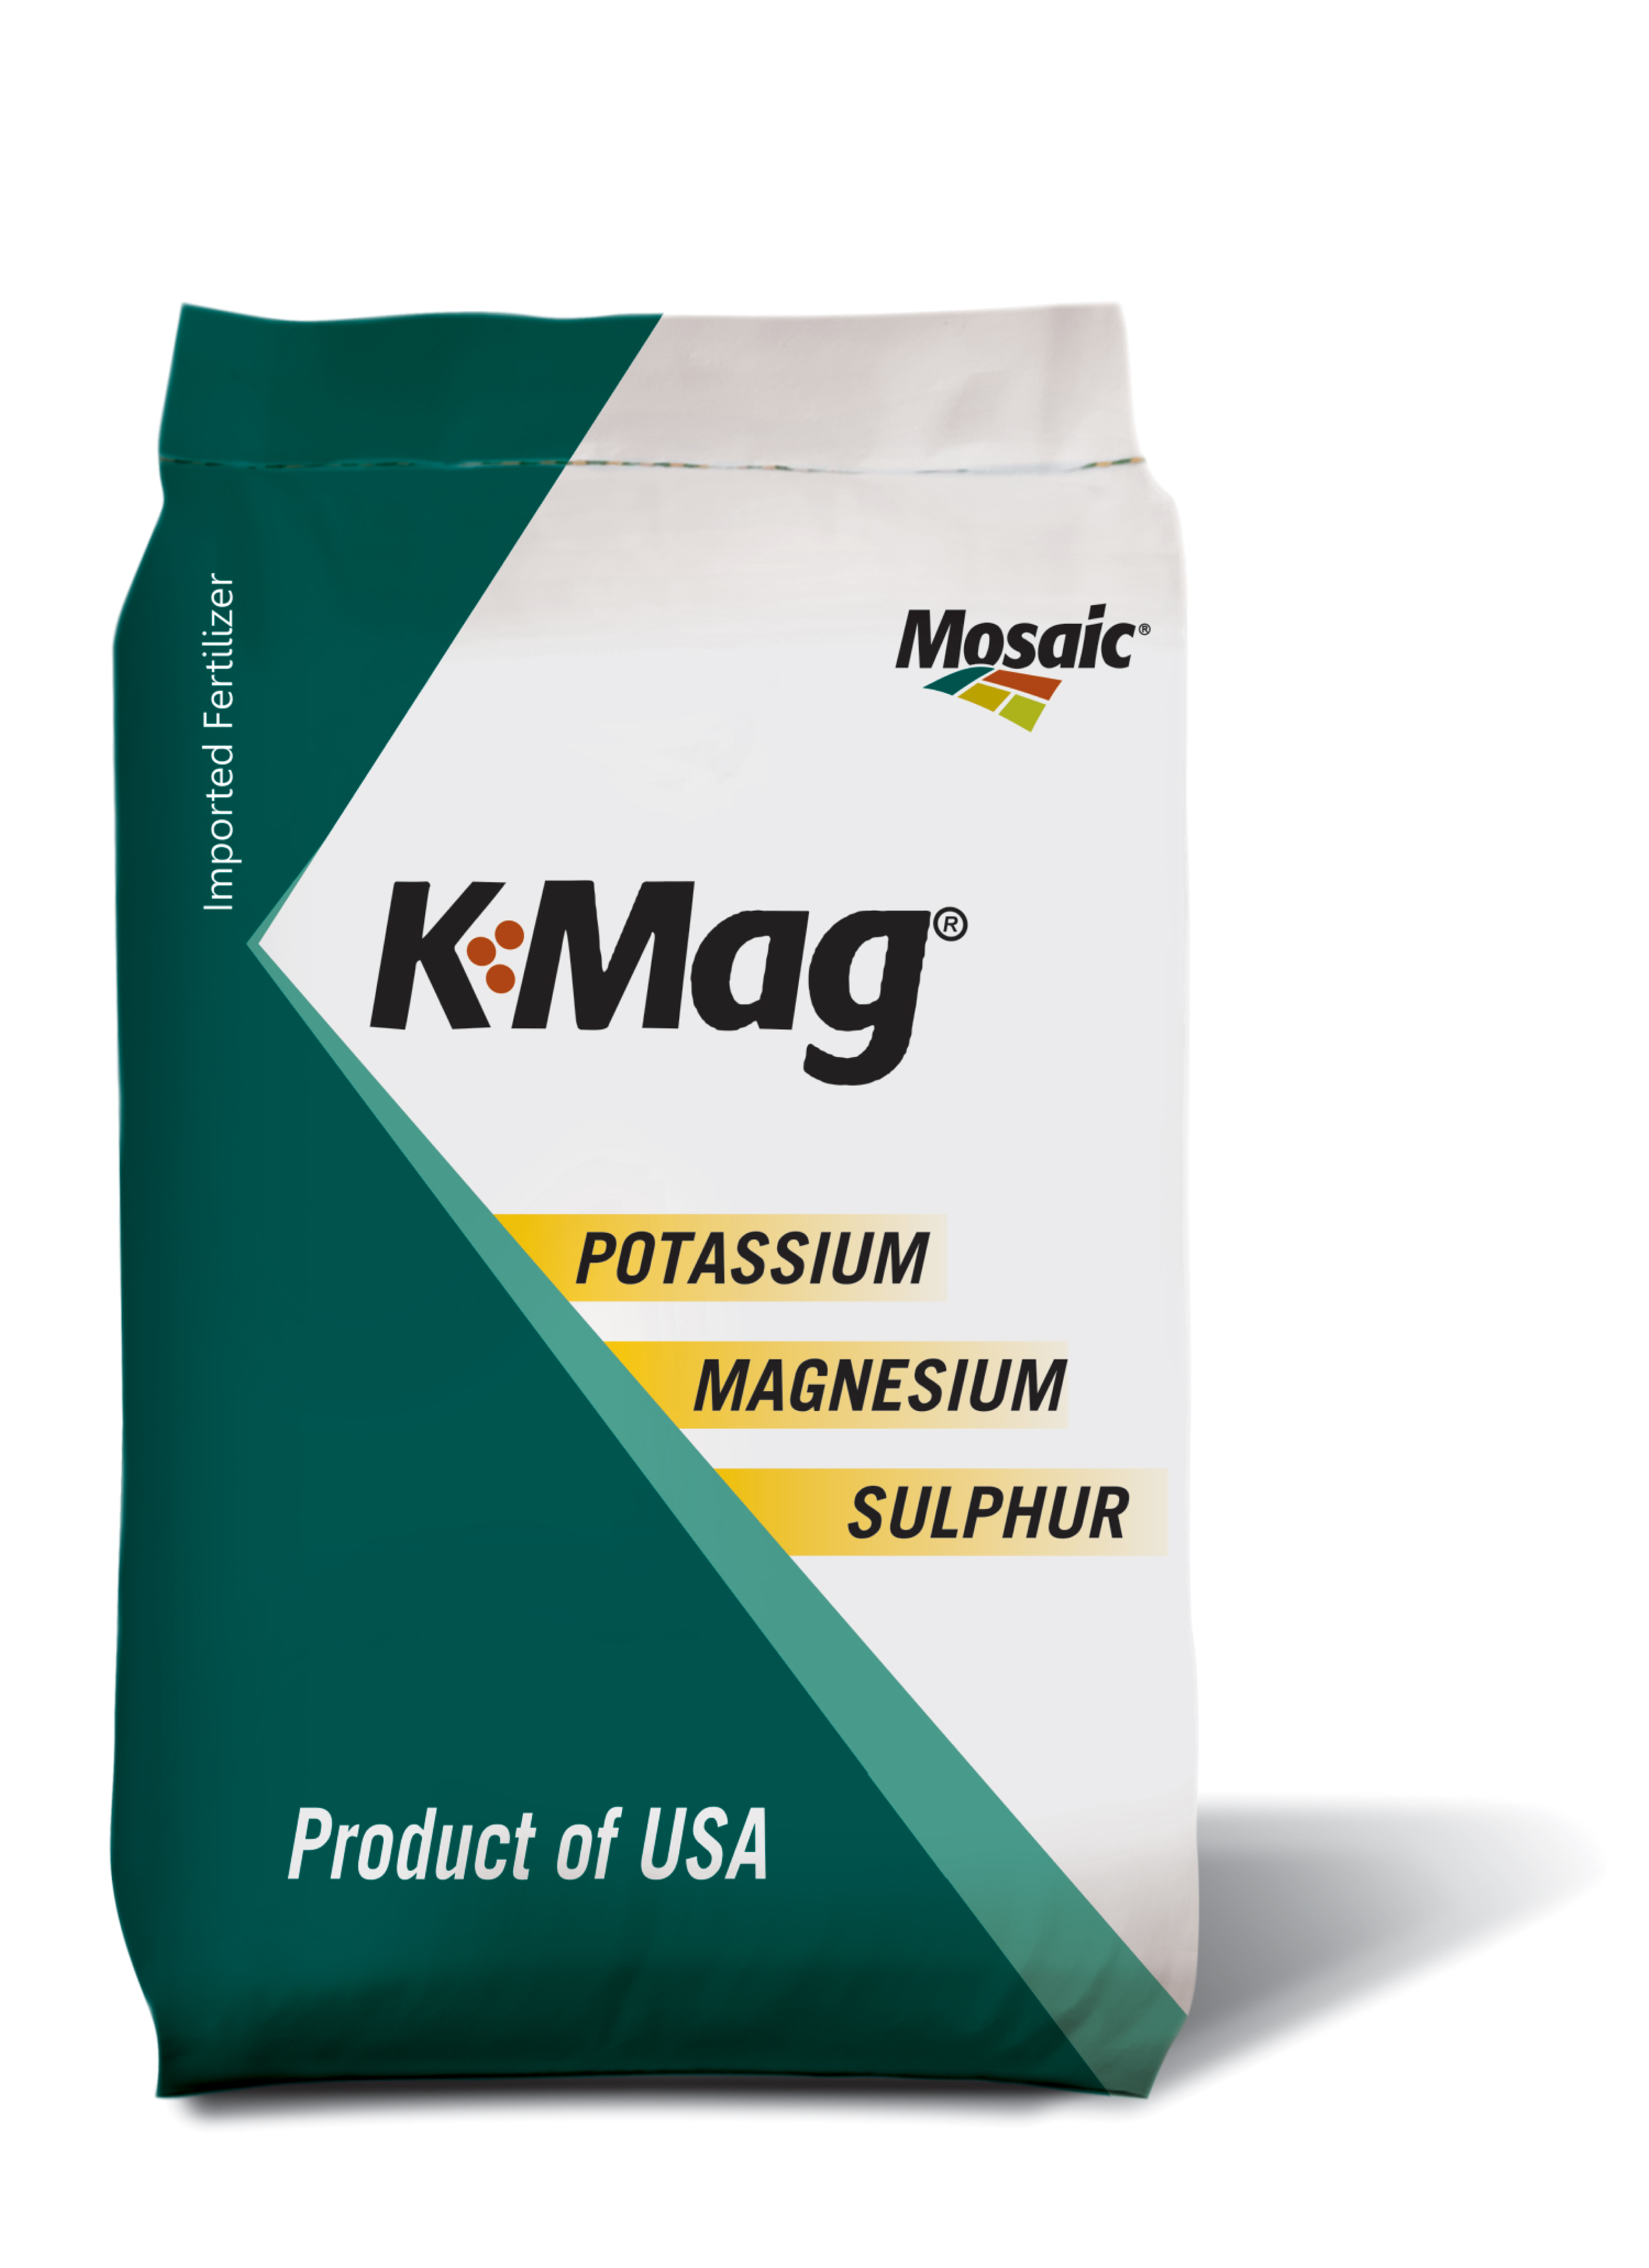 Imported Fertilizer
Mosaic®
K-Mag®
POTASSIUM
MAGNESIUM
SULPHUR
Product of USA